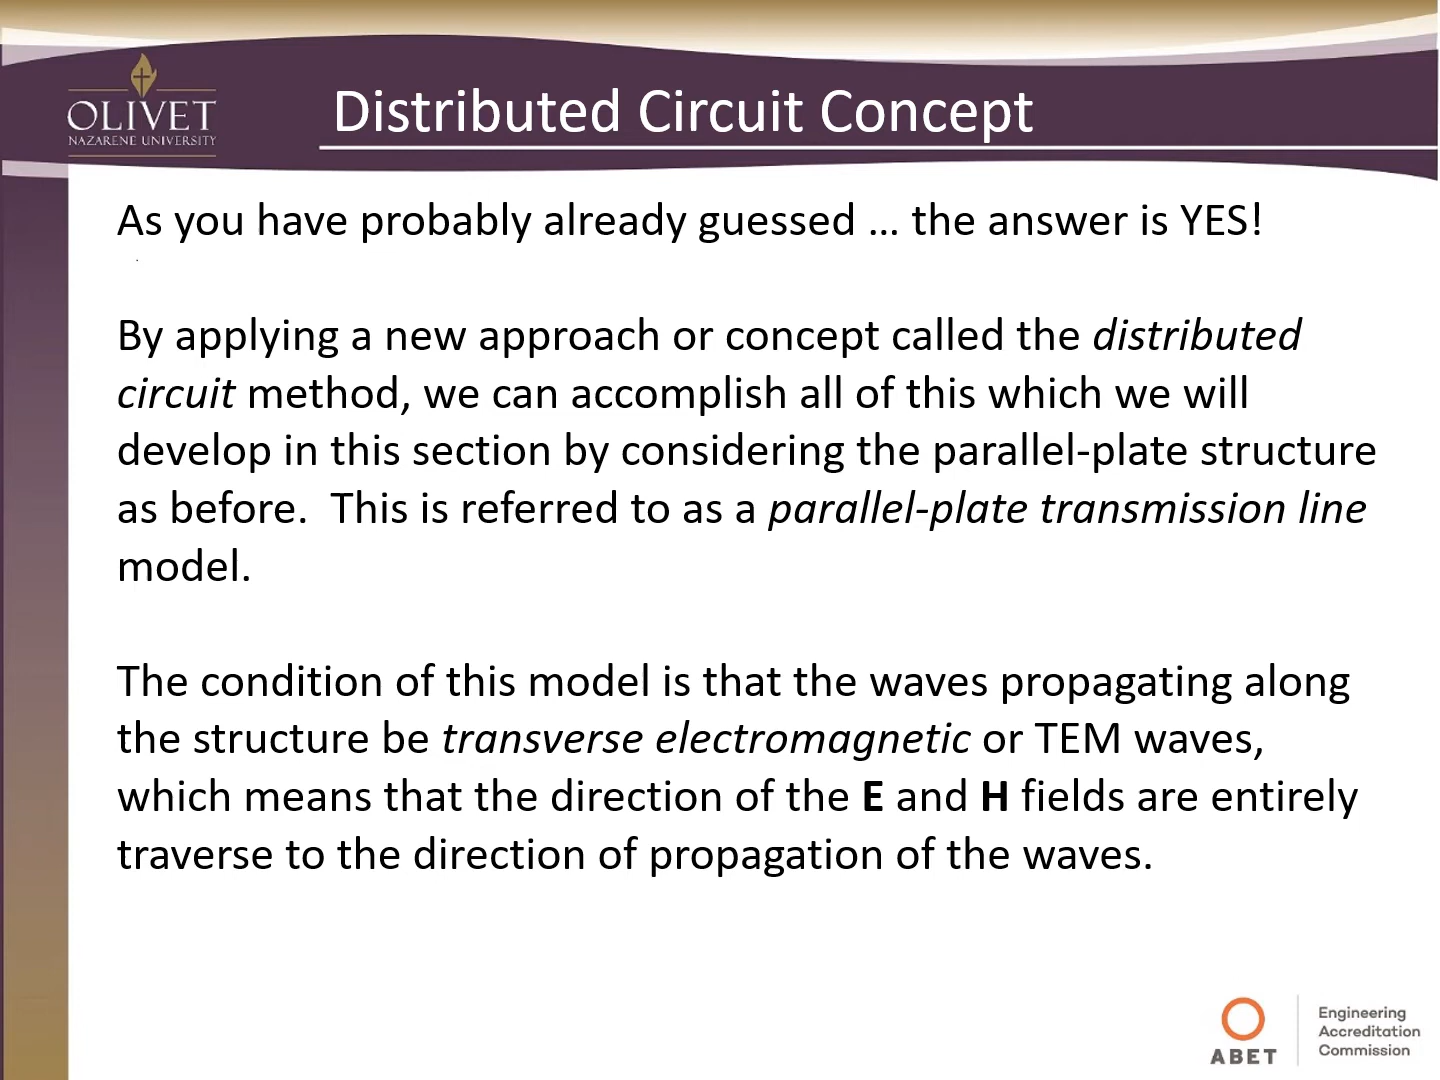 OLIVET
NAZARENE UNIVERSITY
Distributed Circuit Concept
As you have probably already guessed … the answer is YES!
By applying a new approach or concept called the distributed
circuit method, we can accomplish all of this which we will
develop in this section by considering the parallel-plate structure
as before.  This is referred to as a parallel-plate transmission line
model.
The condition of this model is that the waves propagating along
the structure be transverse electromagnetic or TEM waves,
which means that the direction of the E and H fields are entirely
traverse to the direction of propagation of the waves.
ABET
Engineering
Accreditation
Commission